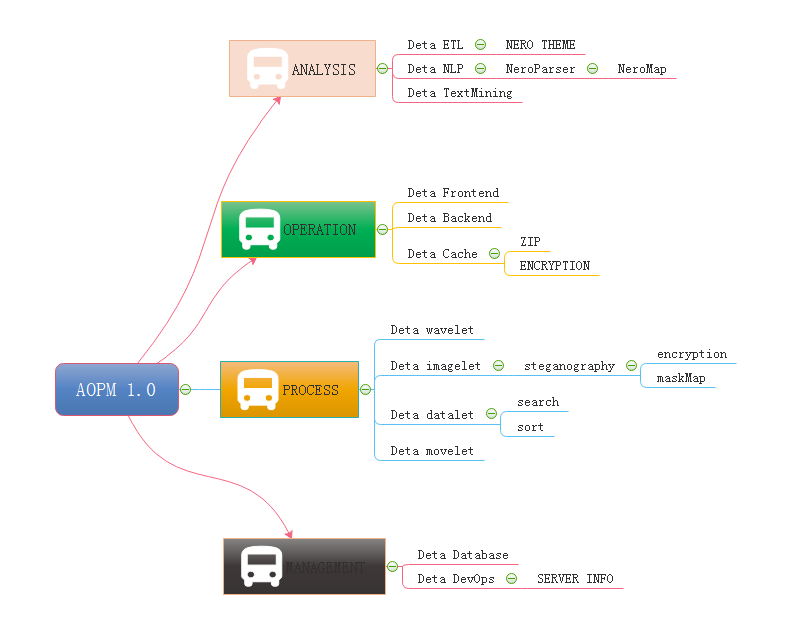 Deta ETL
NERO THEME
ANALYSIS
Deta NLP
NeroParser
NeroMap
Deta TextMining
Deta Frontend
Deta Backend
OPERATION
Deta Cache
ZIP
ENCRYPTION
Deta wavelet
Deta imagelet
steganography
encryption
maskMap
AOPM 1.0
PROCESS
Deta datalet
search
sort
Deta movelet
Deta Database
MANAGEMENT
Deta DevOps
SERVER INFO